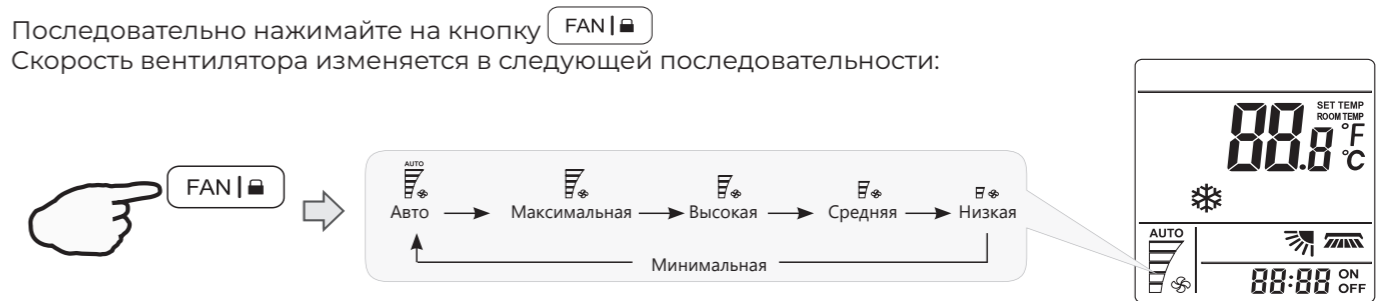 Последовательно нажимайте на кнопку FAN|
Скорость вентилятора изменяется в следующей последовательности:
FAN|
AUTO
Авто Максимальная Высокая Средняя Низкая
Минимальная
88.8 SET TEMP
ROOM TEMP
°F
°C
AUTO
88:88 ON
OFF